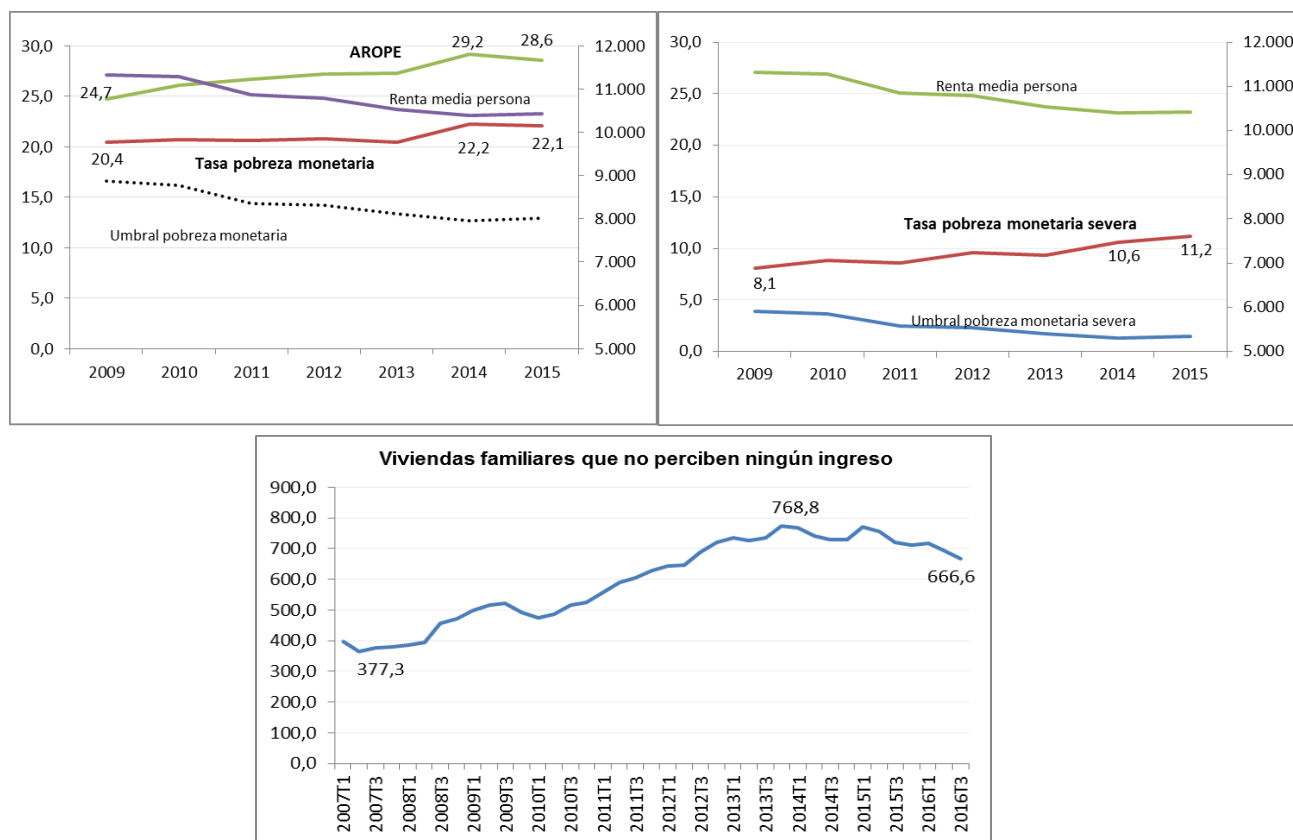 30,0
25,0
20,0
15,0
10,0
5,0
0,0
12.000
11.000
10.000
9.000
8.000
7.000
6.000
5.000
AROPE
29,2
28,6
24,7
Renta media persona
20,4
Tasa pobreza monetaria
22,2
22,1
Umbral pobreza monetaria
2009 2010 2011 2012 2013 2014 2015
30,0
25,0
20,0
15,0
10,0
5,0
0,0
12.000
11.000
10.000
9.000
8.000
7.000
6.000
5.000
Renta media persona
Tasa pobreza monetaria severa
8,1
10,6
11,2
Umbral pobreza monetaria severa
2009 2010 2011 2012 2013 2014 2015
Viviendas familiares que no perciben ningún ingreso
900,0
800,0
700,0
600,0
500,0
400,0
300,0
200,0
100,0
0,0
377,3
768,8
666,6
2007T1
2007T3
2008T1
2008T3
2009T1
2009T3
2010T1
2010T3
2011T1
2011T3
2012T1
2012T3
2013T1
2013T3
2014T1
2014T3
2015T1
2015T3
2016T1
2016T3